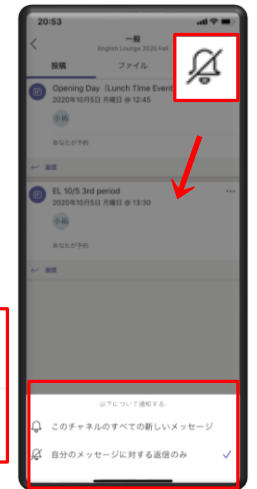 20:53
一般
English Lounge 2020 Fall
投稿
ファイル
Opening Day (Lunch Time Event
2020年10月5日 月曜日 @ 12:45
小嶋
あなたが予約
返信
EL 10/5 3rd period
2020年10月5日 月曜日 @ 13:30
あなたが予約
返信
以下について通知する:
このチャネルのすべての新しいメッセージ
自分のメッセージに対する返信のみ